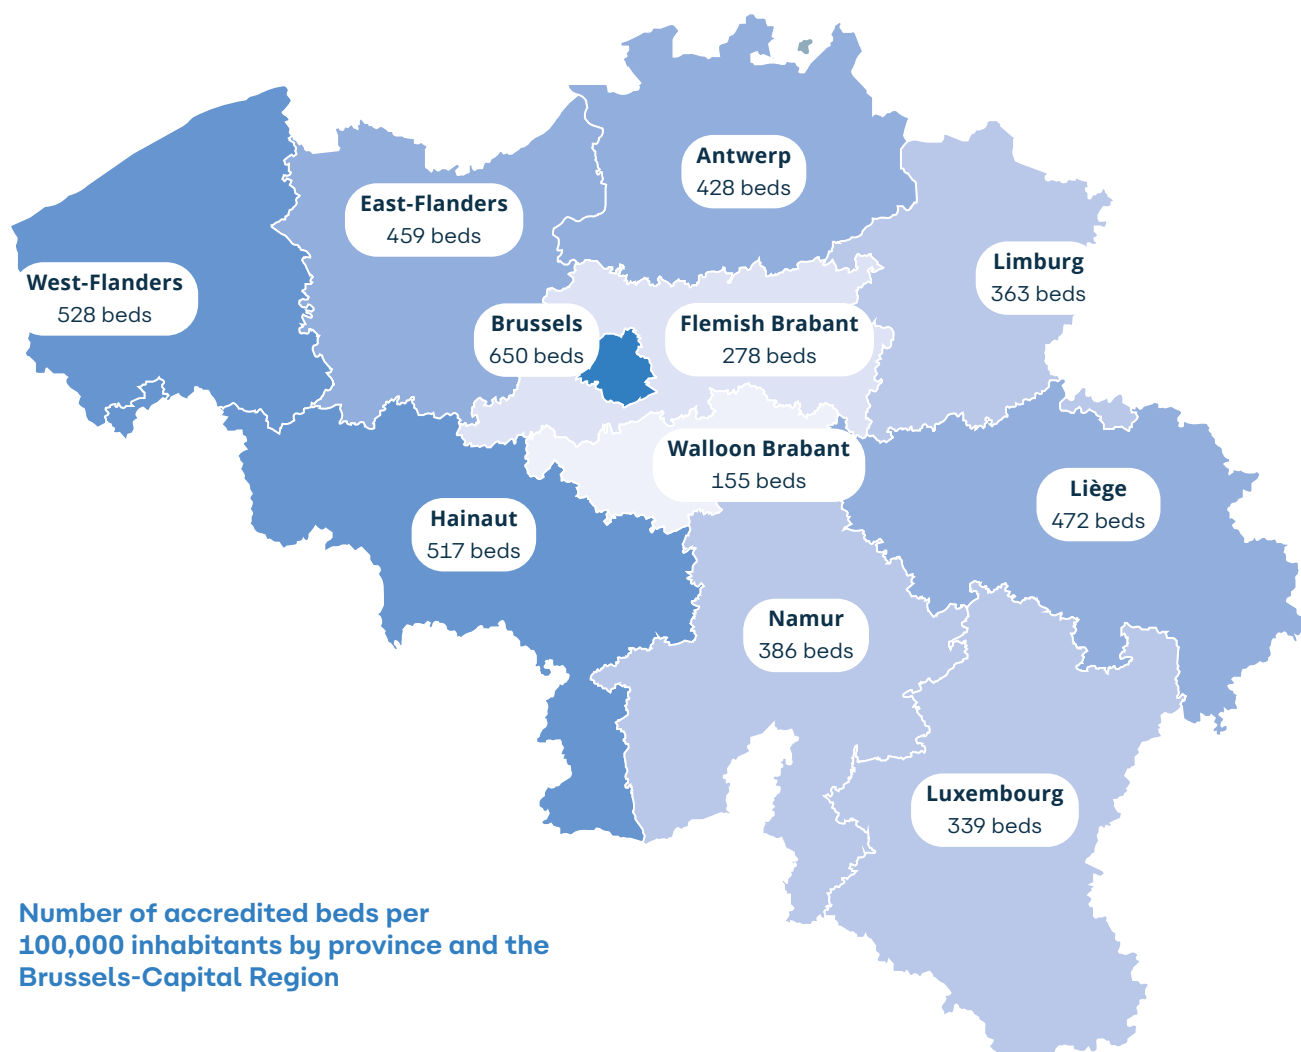 Antwerp
428 beds
East-Flanders
459 beds
Limburg
363 beds
West-Flanders
528 beds
Brussels
650 beds
Flemish Brabant
278 beds
Walloon Brabant
155 beds
Liège
472 beds
Hainaut
517 beds
Namur
386 beds
Luxembourg
339 beds
Number of accredited beds per
100,000 inhabitants by province and the
Brussels-Capital Region